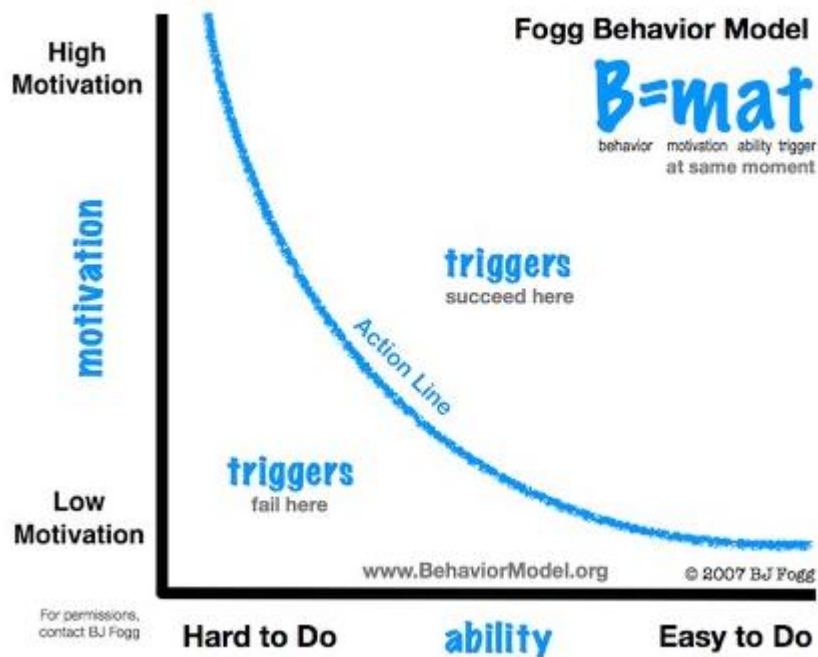 Fogg Behavior Model
B=mat
behavior motivation ability trigger
at same moment
High
Motivation
motivation
Low
Motivation
triggers
succeed here
Action Line
triggers
fail here
www.BehaviorModel.org
© 2007 BJ Fogg
For permissions,
contact BJ Fogg
Hard to Do
ability
Easy to Do